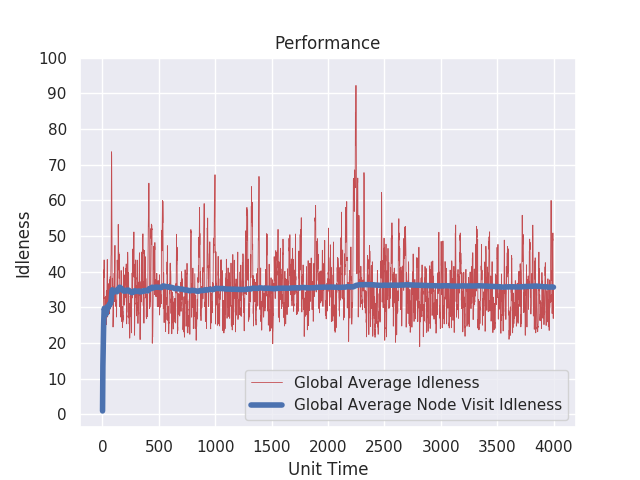 Performance
100
90
80
70
60
50
40
30
20
10
0
Idleness
0 500 1000 1500 2000 2500 3000 3500 4000
Unit Time
Global Average Idleness
Global Average Node Visit Idleness